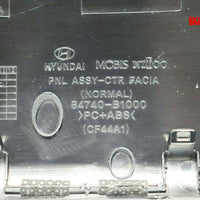 HYUNDAI MOBIS
PNL ASSY-CTR FACIA
(NORMAL)
84740-B1000
>PC+ABS<
(CF44A1)